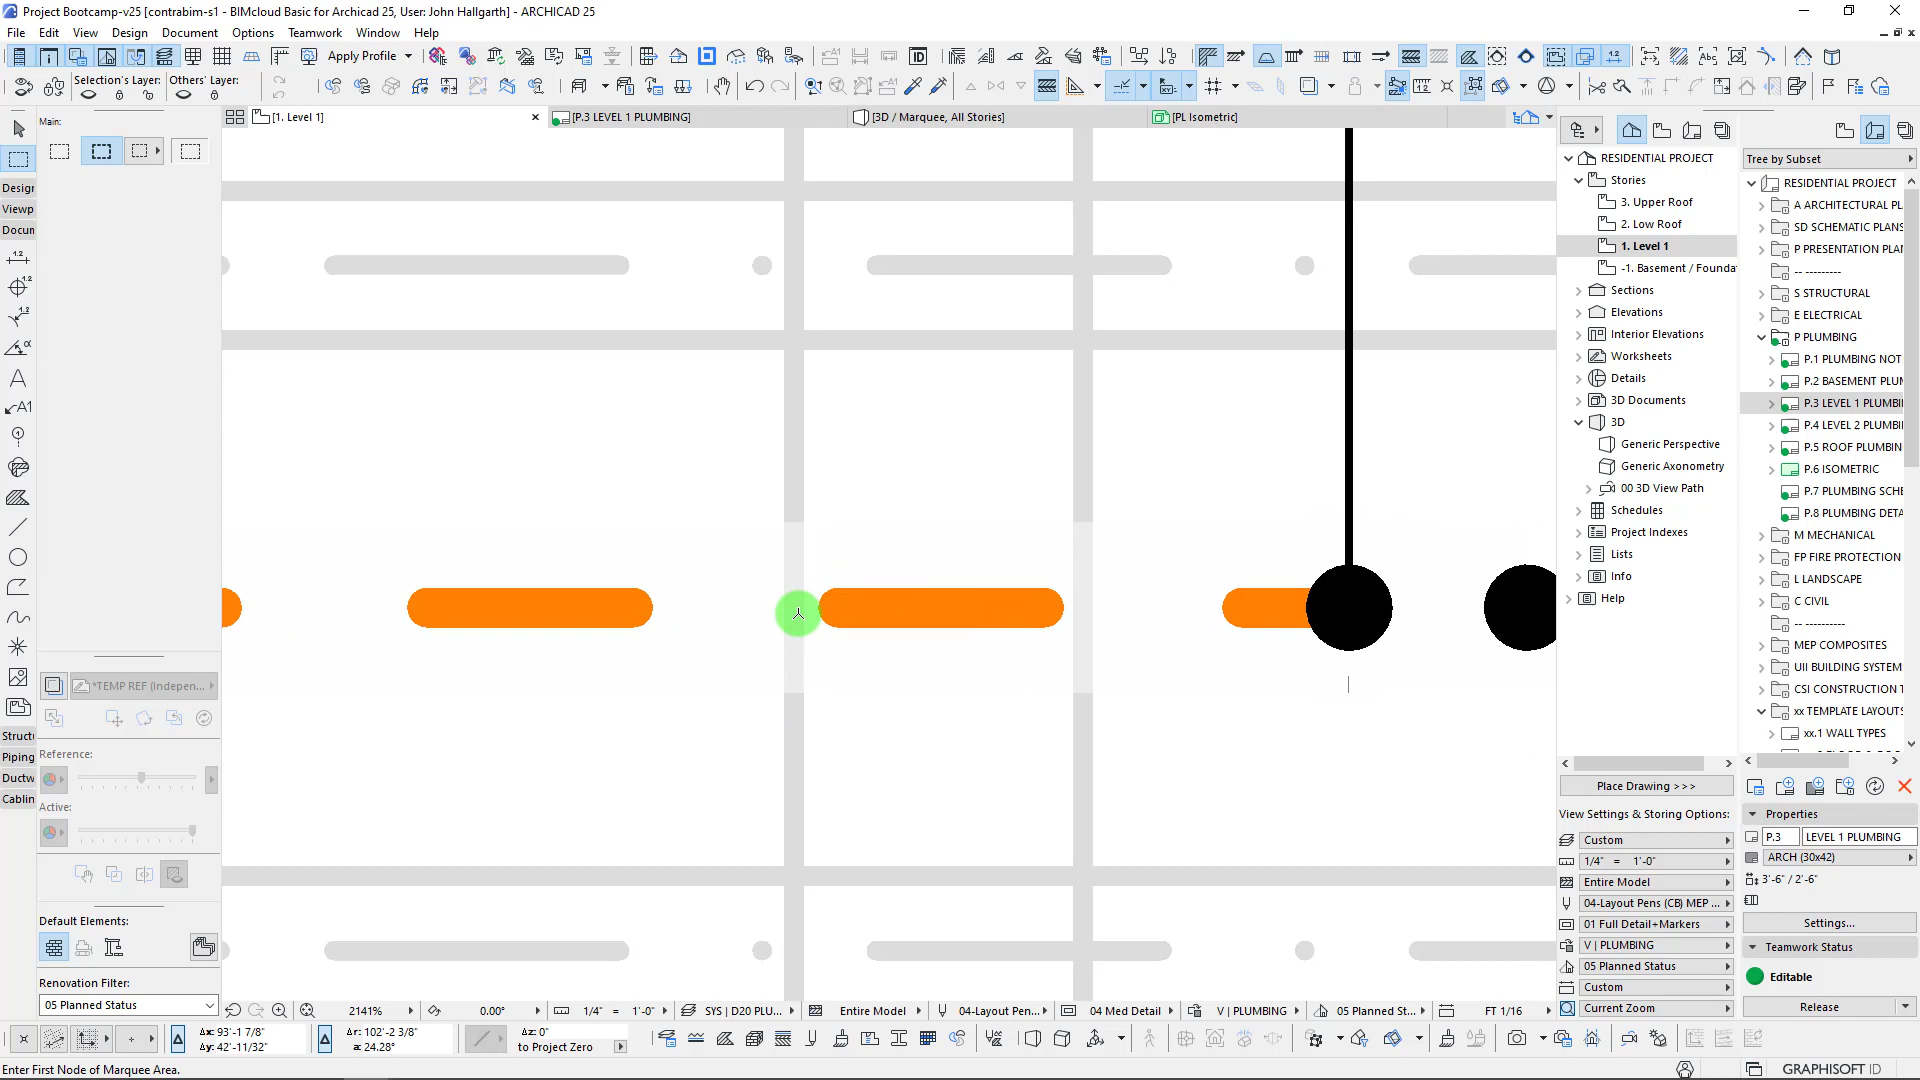 Project Bootcamp-v25 [contrabim-s1 - BIMcloud Basic for Archicad 25, User: John Hallgarth] - ARCHICAD 25
File Edit View Design Document Options Teamwork Window Help
Apply Profile
Selection's Layer: Others' Layer:
[1. Level 1]
[P.3 LEVEL 1 PLUMBING]
[3D / Marquee, All Stories]
[PL Isometric]
Main:
Design
Viewp
Docum
1.2
A
A1
*TEMP REF (Indepen...
Structu
Piping
Ductw
Cablin
Reference:
Active:
Default Elements:
Renovation Filter:
05 Planned Status
RESIDENTIAL PROJECT
Stories
3. Upper Roof
2. Low Roof
1. Level 1
-1. Basement / Founda
Sections
Elevations
Interior Elevations
Worksheets
Details
3D Documents
3D
Generic Perspective
Generic Axonometry
00 3D View Path
Schedules
Project Indexes
Lists
Info
Help
Place Drawing >>>
View Settings & Storing Options:
Custom
1/4" = 1'-0"
Entire Model
04-Layout Pens (CB) MEP ...
01 Full Detail+Markers
V | PLUMBING
05 Planned Status
Custom
Current Zoom
Tree by Subset
RESIDENTIAL PROJECT
A ARCHITECTURAL PL
SD SCHEMATIC PLANS
P PRESENTATION PLAN
-- ---------
S STRUCTURAL
E ELECTRICAL
P PLUMBING
P.1 PLUMBING NOT
P.2 BASEMENT PLUM
P.3 LEVEL 1 PLUMBI
P.4 LEVEL 2 PLUMBI
P.5 ROOF PLUMBIN
P.6 ISOMETRIC
P.7 PLUMBING SCHE
P.8 PLUMBING DETA
M MECHANICAL
FP FIRE PROTECTION
L LANDSCAPE
C CIVIL
-- ----------
MEP COMPOSITES
UII BUILDING SYSTEM
CSI CONSTRUCTION T
xx TEMPLATE LAYOUTS
xx.1 WALL TYPES
Properties
P.3 LEVEL 1 PLUMBING
ARCH (30x42)
3'-6" / 2'-6"
Settings...
Teamwork Status
Editable
Release
2141% 0.00° 1/4" = 1'-0" SYS | D20 PLU... Entire Model 04-Layout Pen... 04 Med Detail V | PLUMBING 05 Planned St... FT 1/16
Δx: 93'-1 7/8" Δr: 102'-2 3/8" Δz: 0"
Δy: 42'-11/32" a: 24.28° to Project Zero
Enter First Node of Marquee Area.
GRAPHISOFT ID